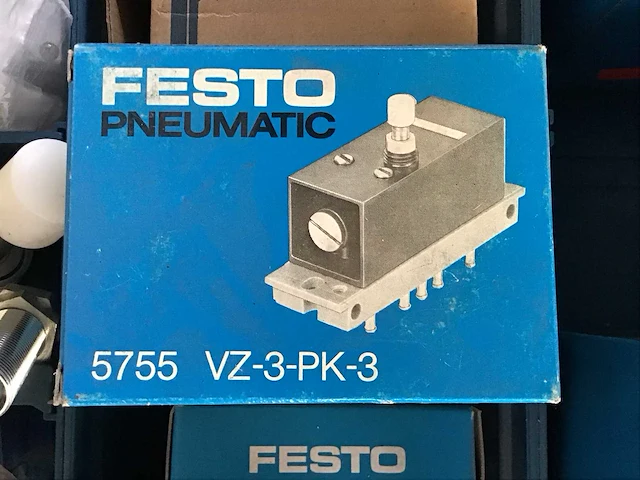 FESTO
PNEUMATIC
5755 VZ-3-PK-3
FESTO